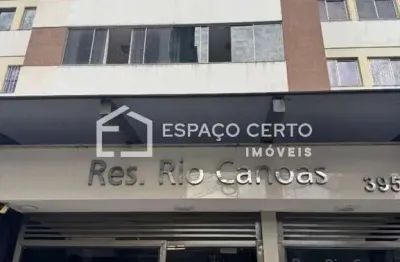 ESPAÇO CERTO
IMÓVEIS
Res. Rio Canoas
395